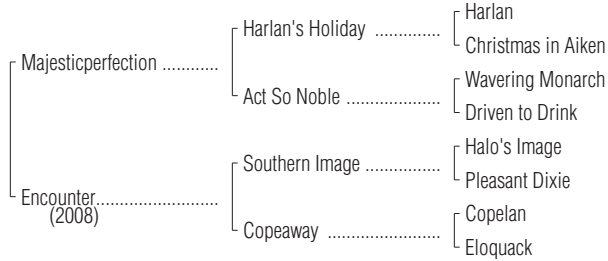 Harlan
Harlan's Holiday ..............
Christmas in Aiken
Majesticperfection ............
Wavering Monarch
Act So Noble ....................
Driven to Drink
Halo's Image
Southern Image ................
Pleasant Dixie
Encounter..........................
(2008)
Copelan
Copeaway .......................
Eloquack